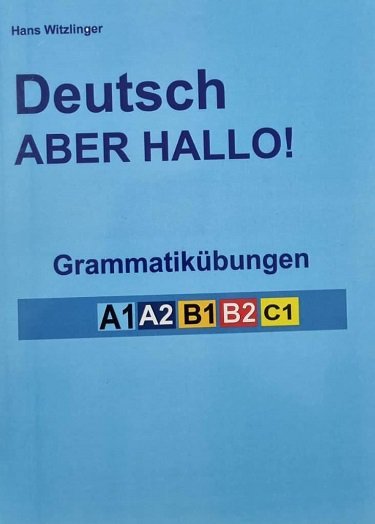 Hans Witzlinger
Deutsch
ABER HALLO!
Grammatikübungen
A1 A2 B1 B2 C1